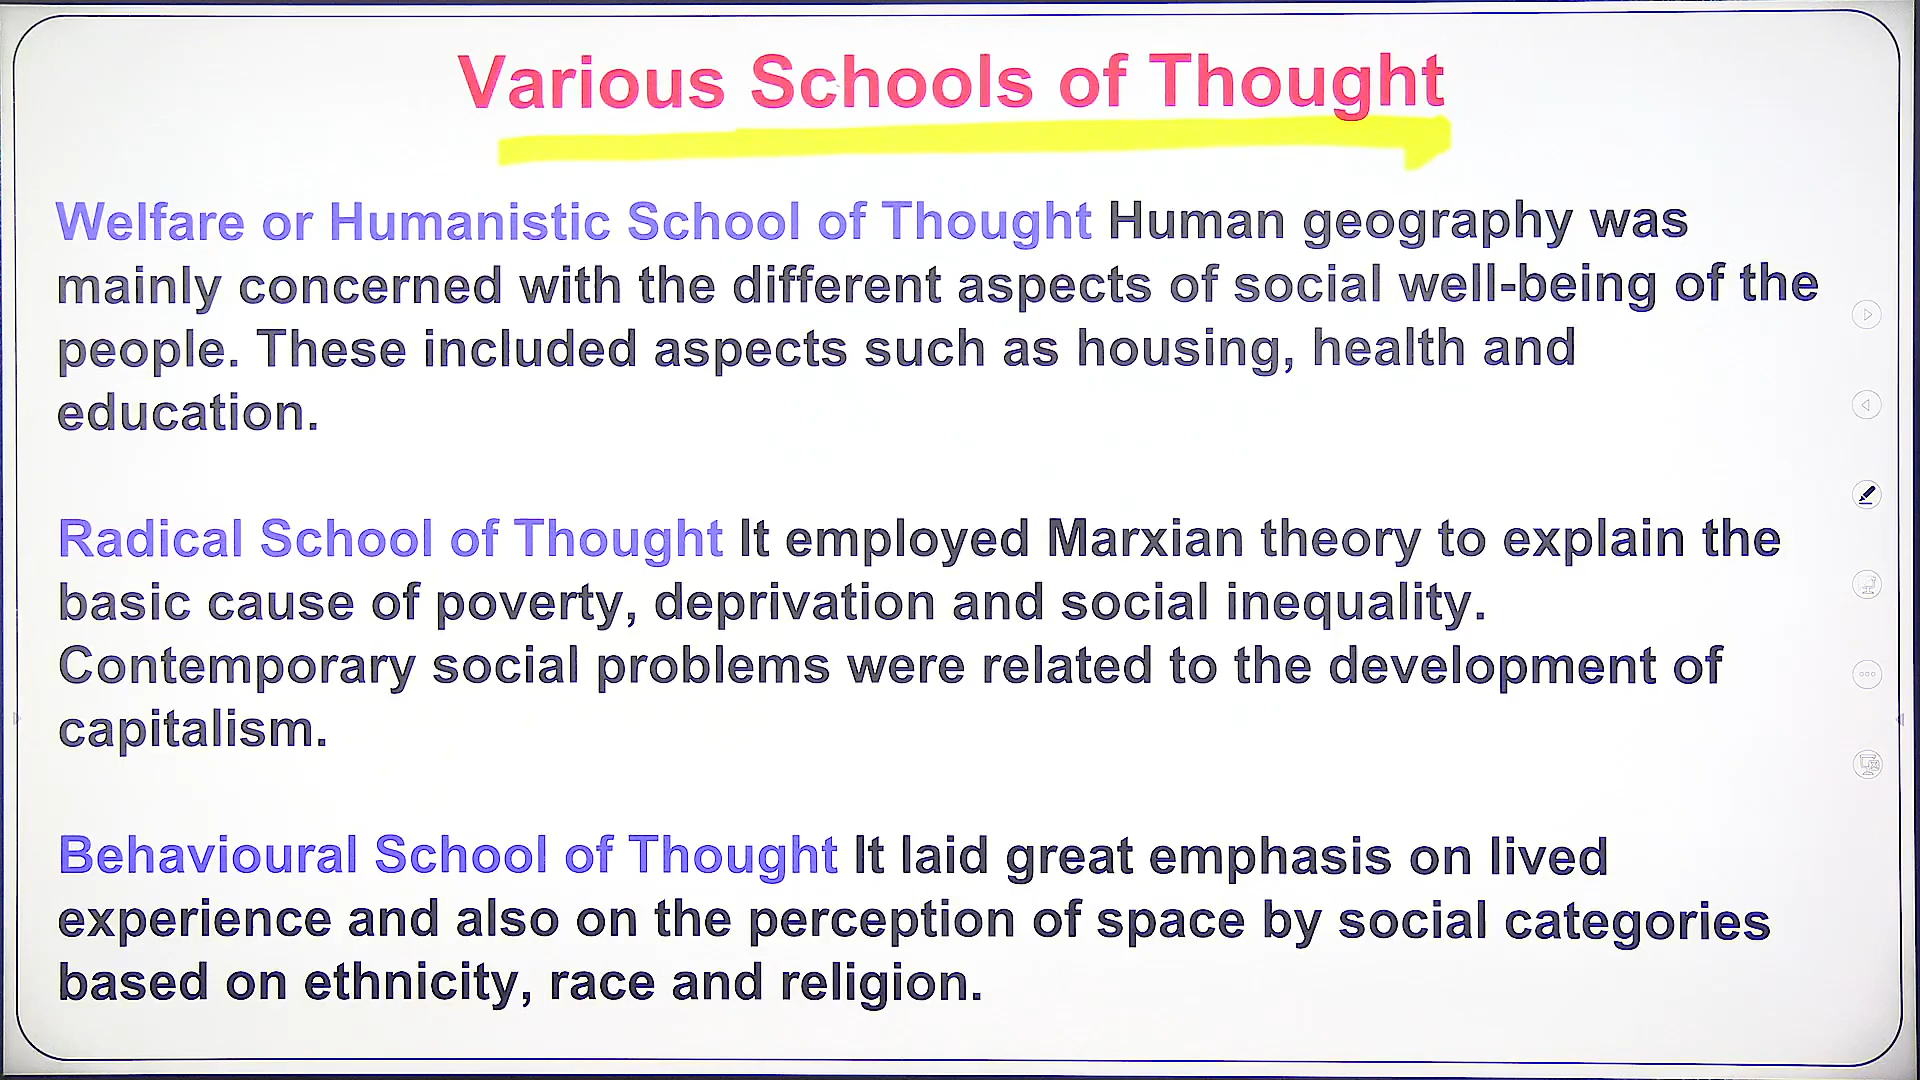 Various Schools of Thought
Welfare or Humanistic School of Thought Human geography was
mainly concerned with the different aspects of social well-being of the
people. These included aspects such as housing, health and
education.
Radical School of Thought It employed Marxian theory to explain the
basic cause of poverty, deprivation and social inequality.
Contemporary social problems were related to the development of
capitalism.
Behavioural School of Thought It laid great emphasis on lived
experience and also on the perception of space by social categories
based on ethnicity, race and religion.